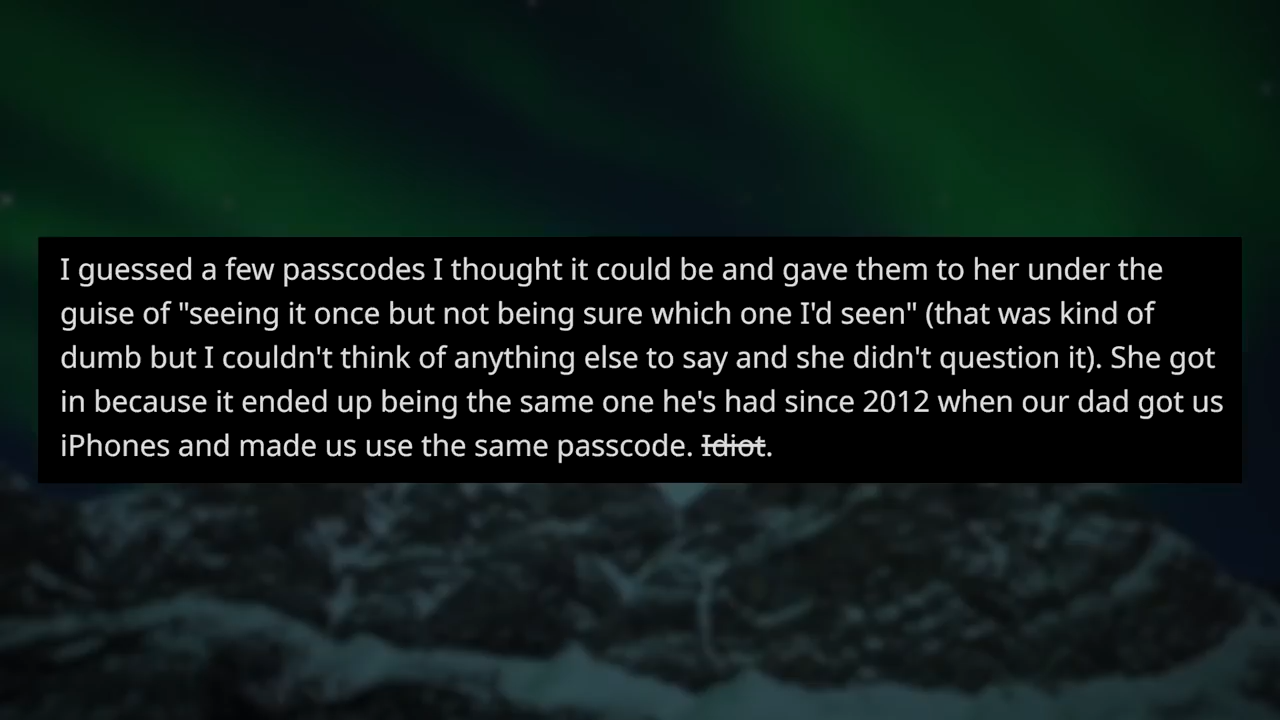 I guessed a few passcodes I thought it could be and gave them to her under the
guise of "seeing it once but not being sure which one I'd seen" (that was kind of
dumb but I couldn't think of anything else to say and she didn't question it). She got
in because it ended up being the same one he's had since 2012 when our dad got us
iPhones and made us use the same passcode. Idiot.